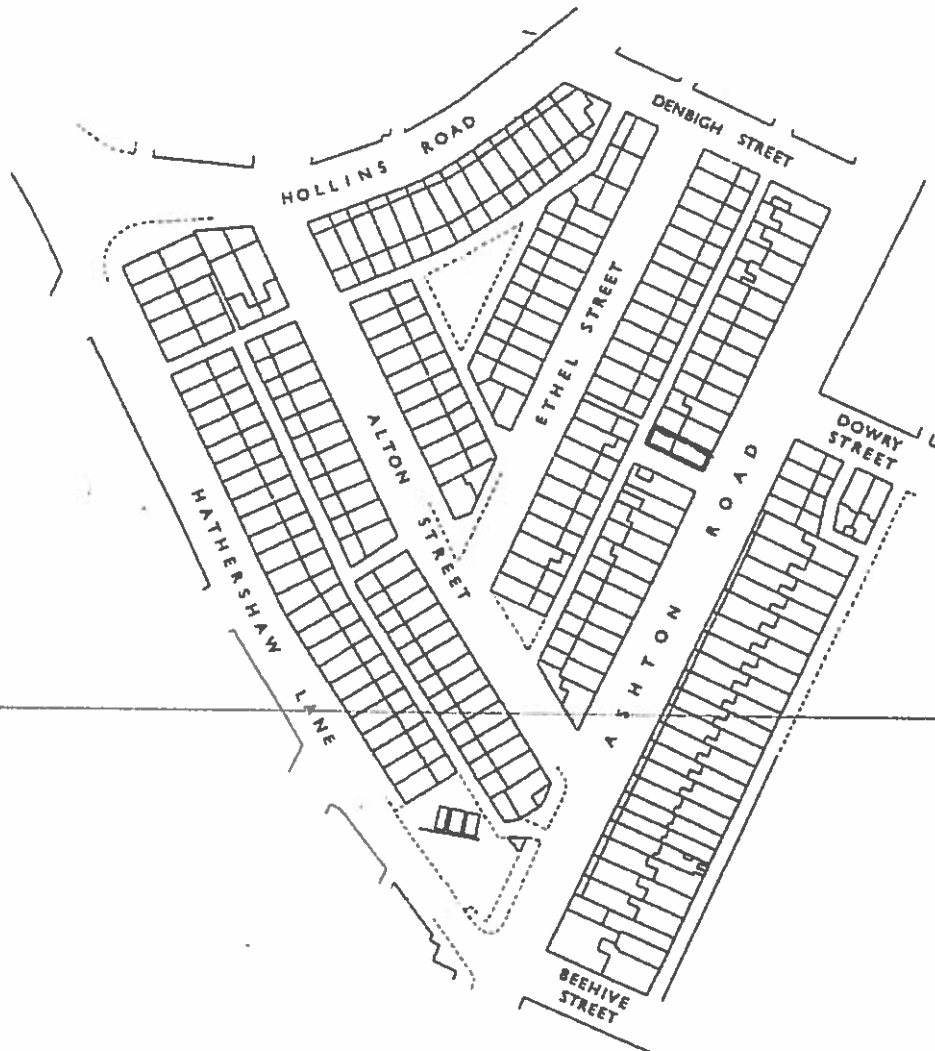 HOLLINS ROAD
DENBIGH STREET
ETHEL STREET
ALTON STREET
HATHERSHAW LANE
ASHTON ROAD
DOWRY
STREET
BEEHIVE
STREET